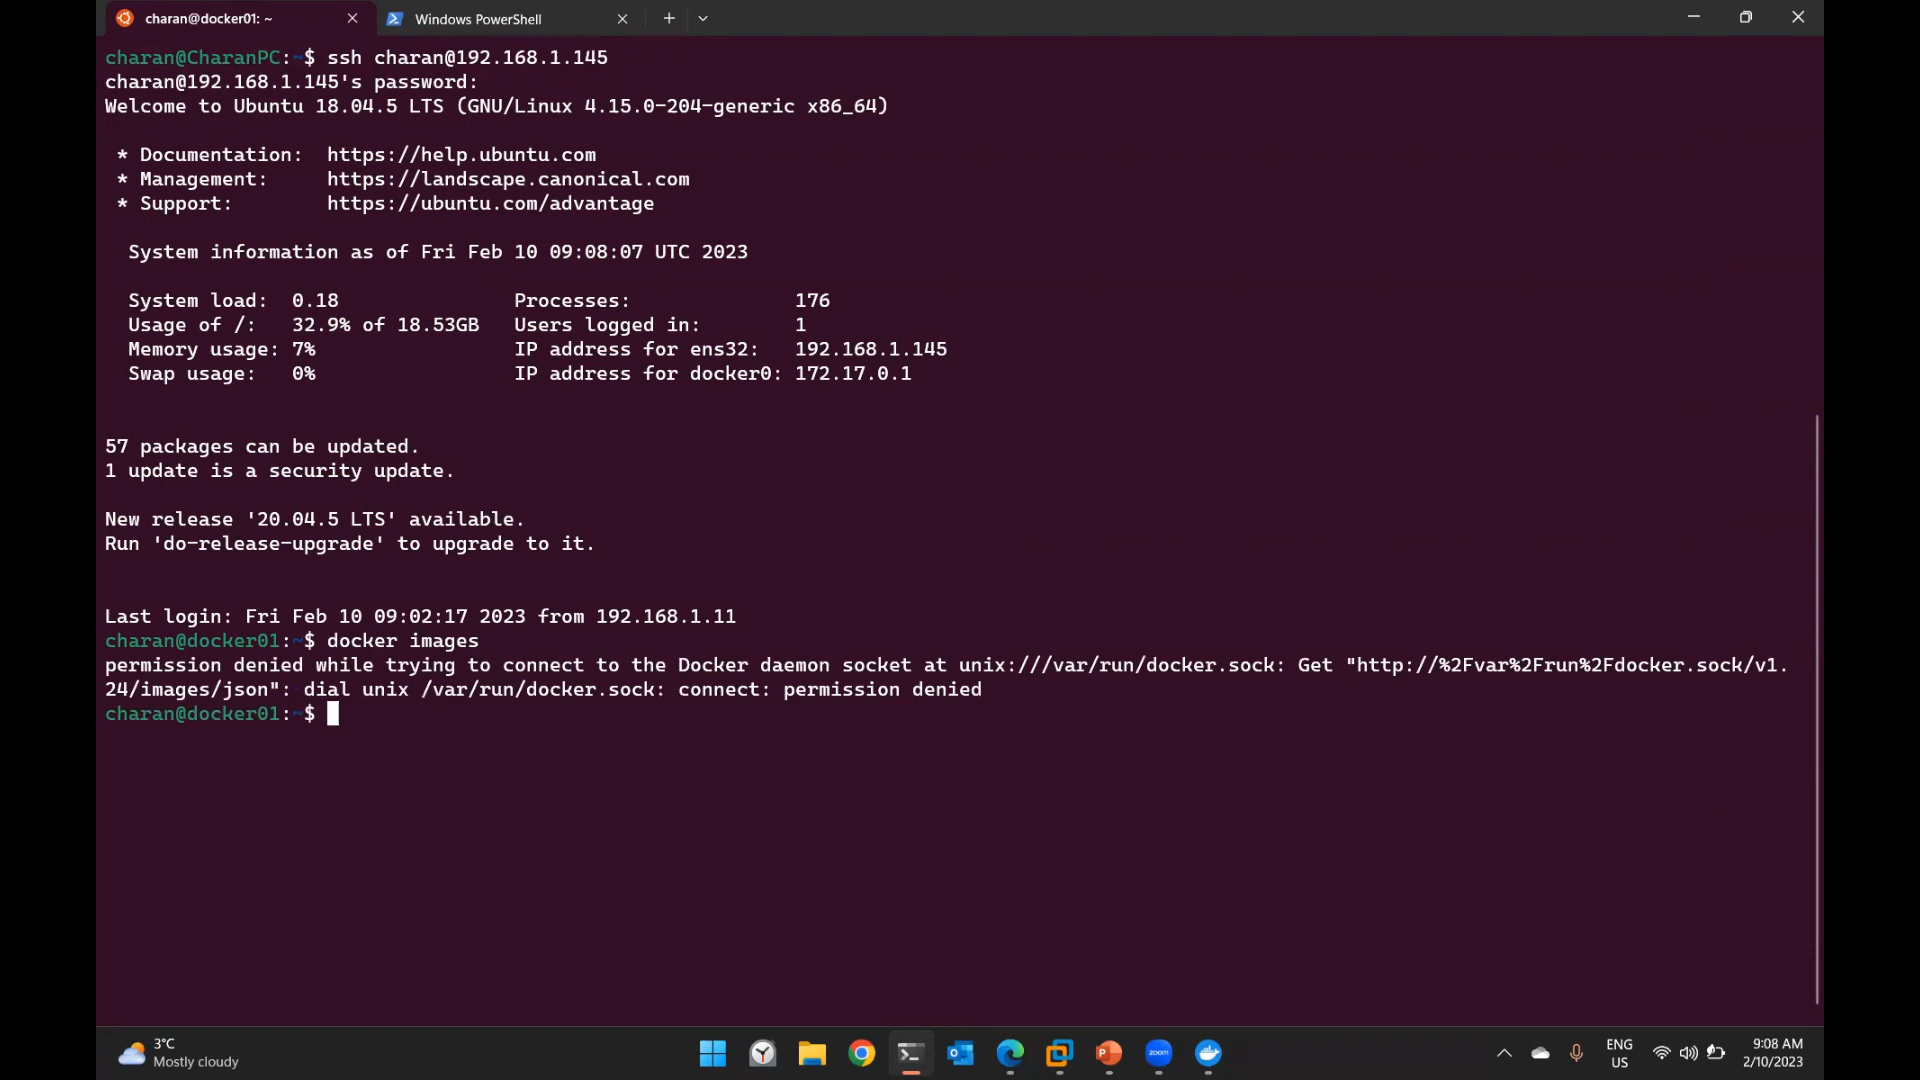 charan@docker01: ~
Windows PowerShell
charan@CharanPC:~$ ssh charan@192.168.1.145
charan@192.168.1.145's password:
Welcome to Ubuntu 18.04.5 LTS (GNU/Linux 4.15.0-204-generic x86_64)
* Documentation:  https://help.ubuntu.com
* Management:     https://landscape.canonical.com
* Support:        https://ubuntu.com/advantage
System information as of Fri Feb 10 09:08:07 UTC 2023
System load:  0.18               Processes:              176
Usage of /:   32.9% of 18.53GB   Users logged in:        1
Memory usage: 7%                 IP address for ens32:   192.168.1.145
Swap usage:   0%                 IP address for docker0: 172.17.0.1
57 packages can be updated.
1 update is a security update.
New release '20.04.5 LTS' available.
Run 'do-release-upgrade' to upgrade to it.
Last login: Fri Feb 10 09:02:17 2023 from 192.168.1.11
charan@docker01:~$ docker images
permission denied while trying to connect to the Docker daemon socket at unix:///var/run/docker.sock: Get "http://%2Fvar%2Frun%2Fdocker.sock/v1.
24/images/json": dial unix /var/run/docker.sock: connect: permission denied
charan@docker01:~$
3°C
Mostly cloudy
zoom
ENG
US
9:08 AM
2/10/2023